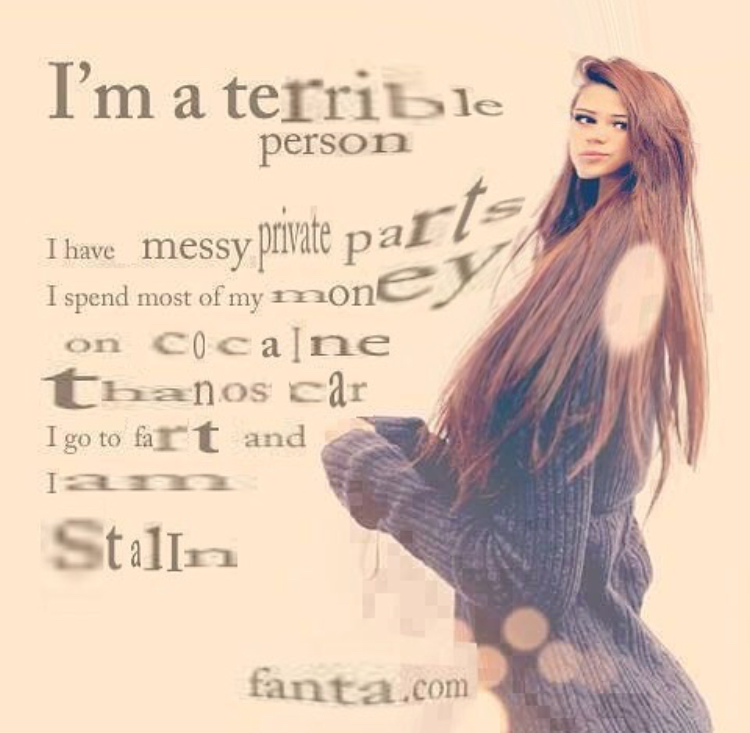 I'm a terrible
person
I have messy private parts
I spend most of my money
on cocaine
thanos car
I go to fart and
I am
StalIn
fanta.com